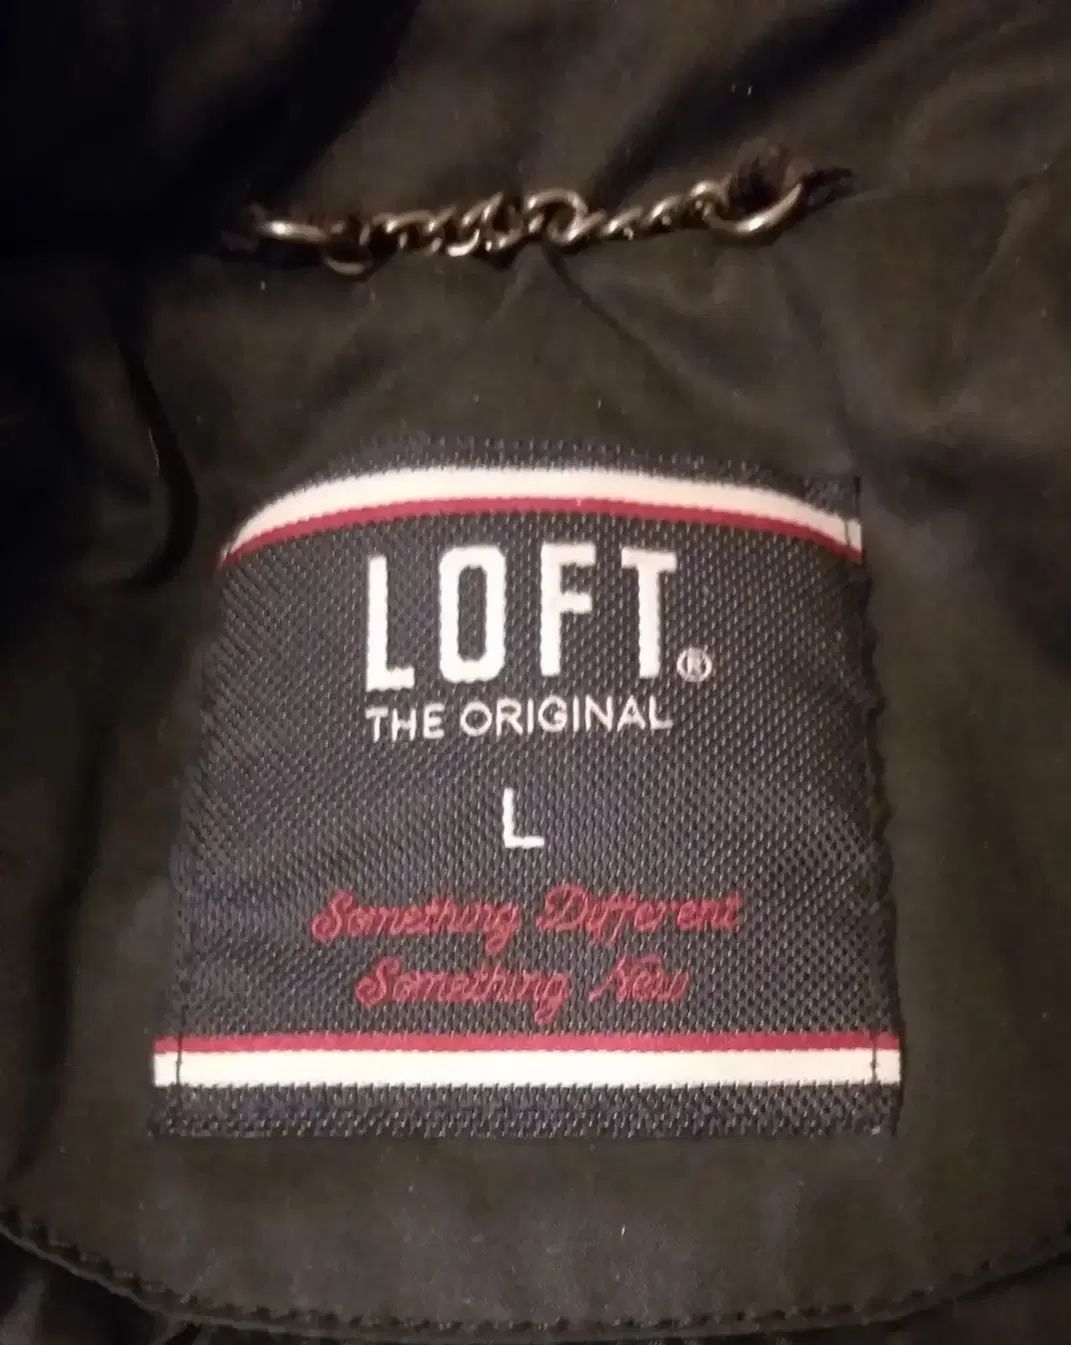 LOFT®
THE ORIGINAL
L
Something Different
Something New